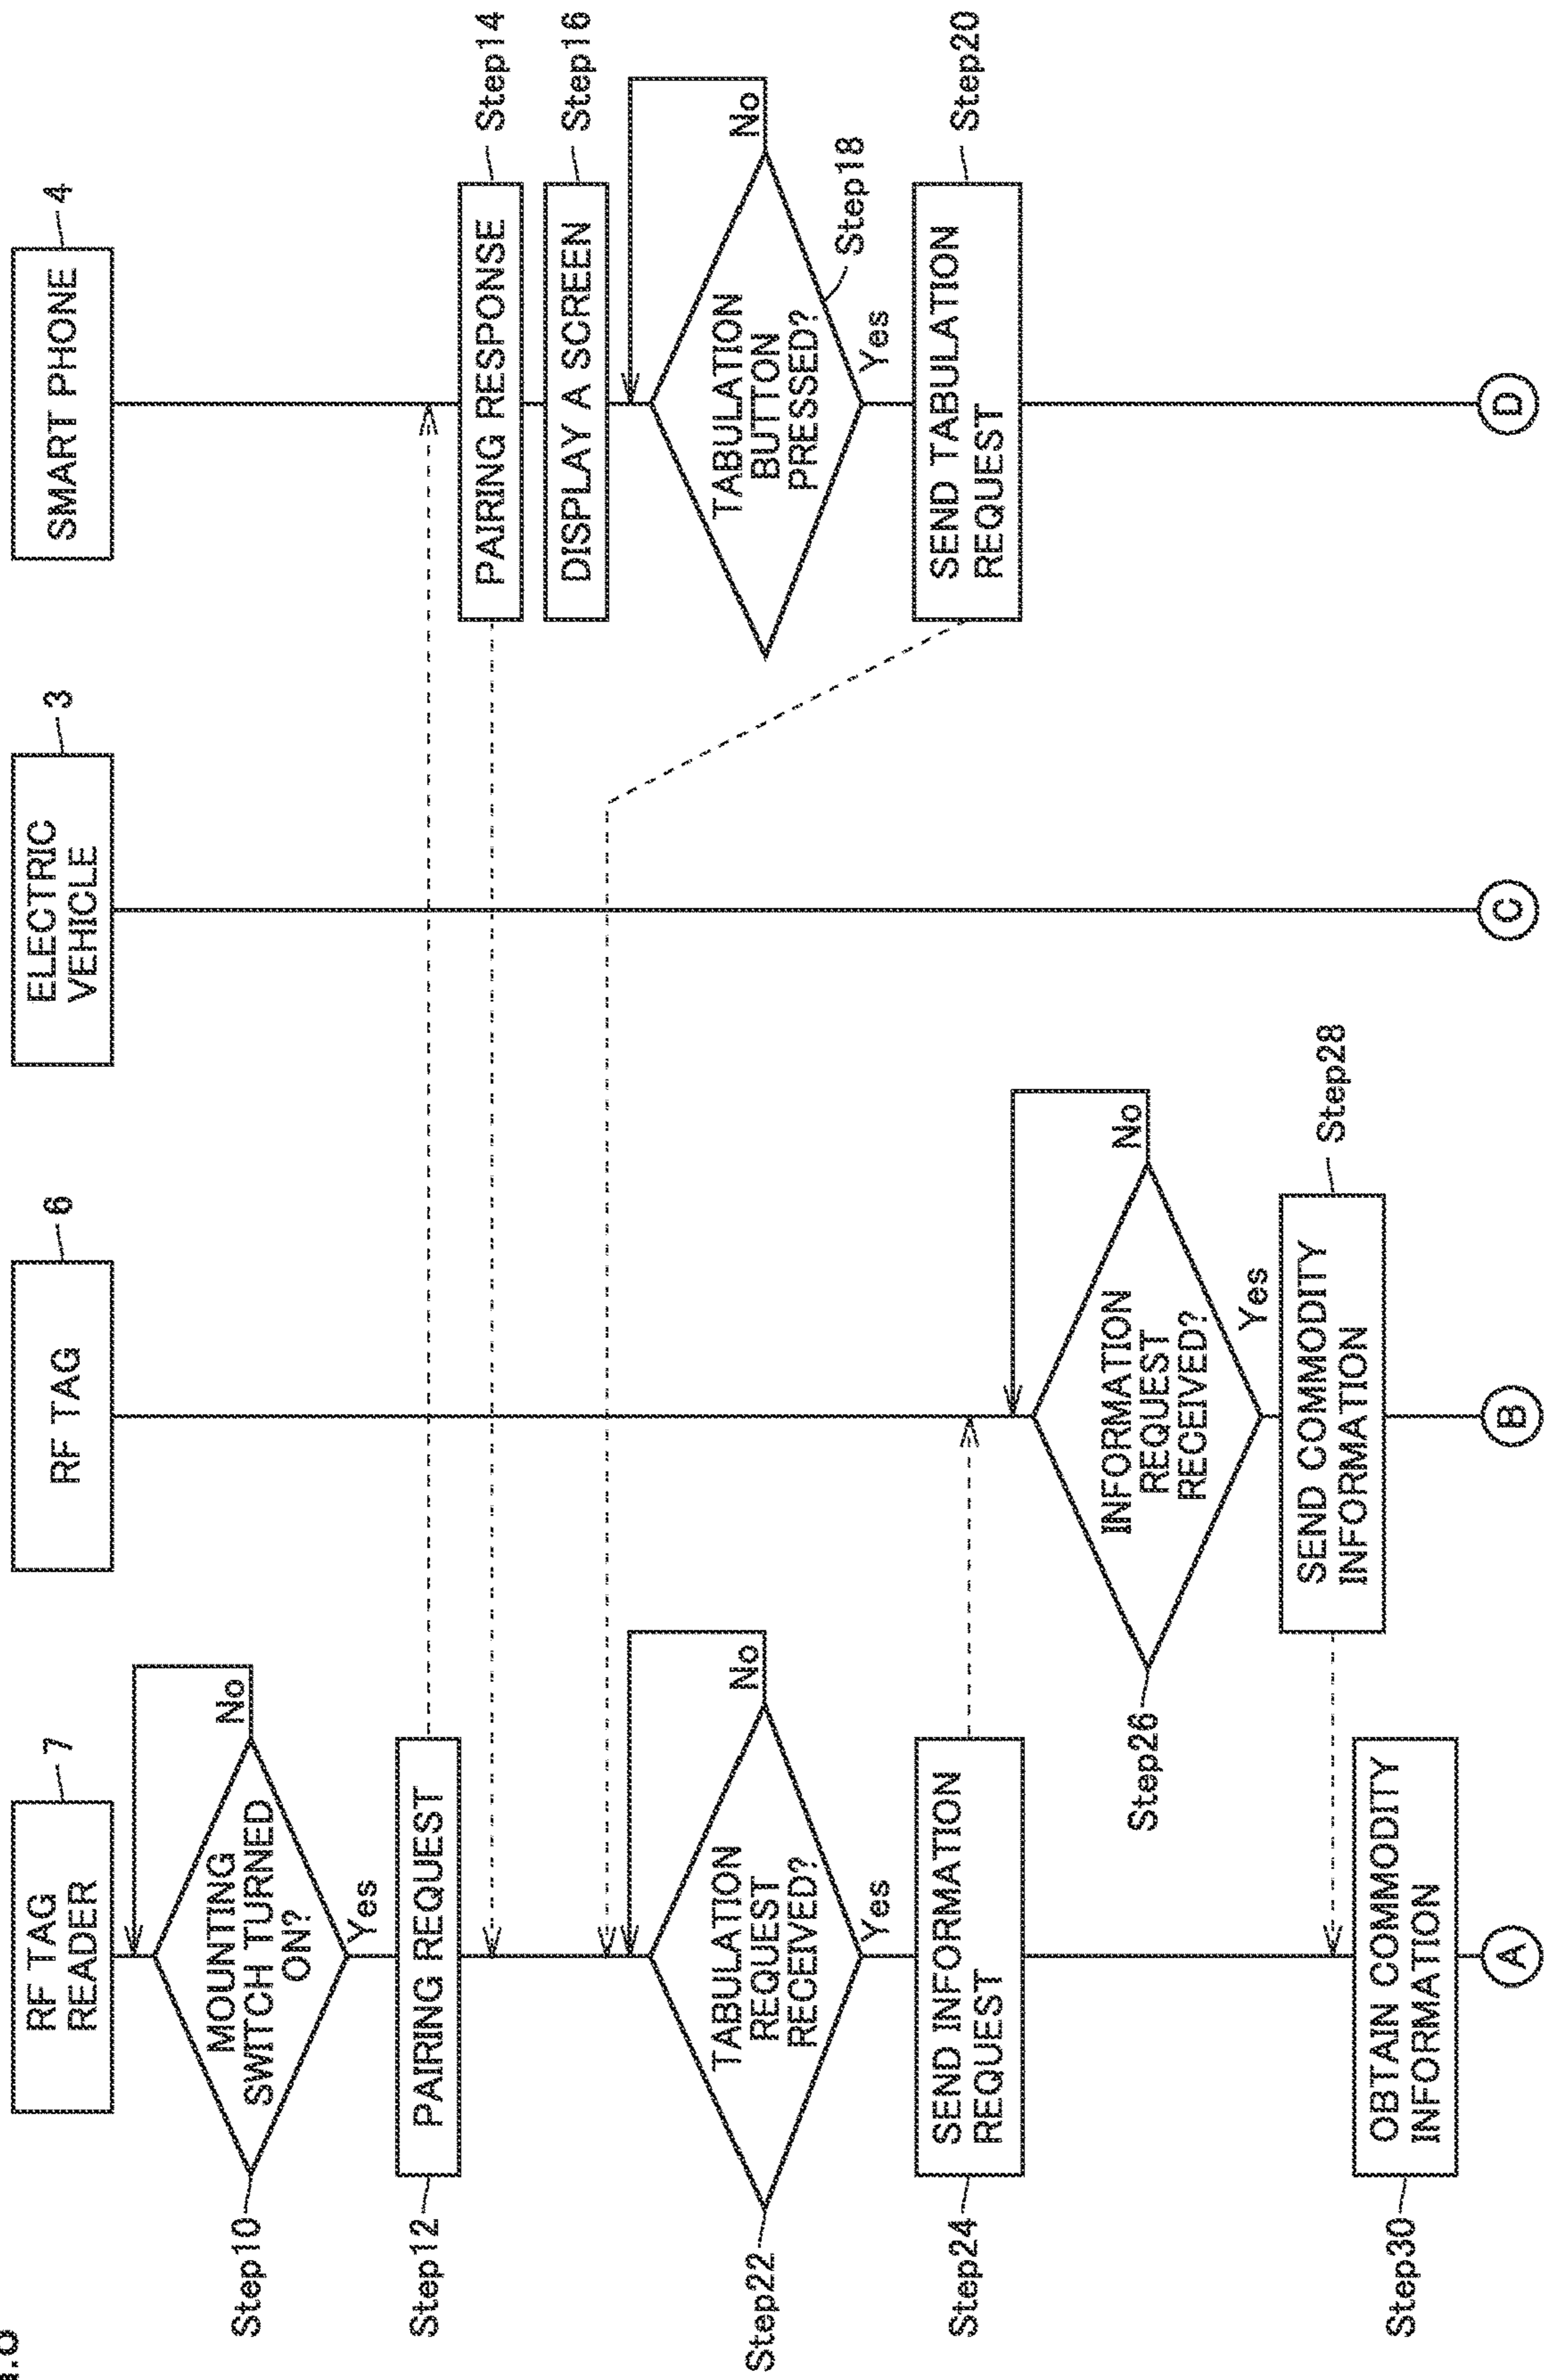 RF TAG
READER
7
RF TAG
6
ELECTRIC
VEHICLE
3
SMART PHONE
4
MOUNTING
SWITCH TURNED
ON?
No
Yes
Step10
PAIRING REQUEST
Step12
PAIRING RESPONSE
Step14
DISPLAY A SCREEN
Step16
TABULATION
BUTTON
PRESSED?
No
Step18
Yes
SEND TABULATION
REQUEST
Step20
TABULATION
REQUEST
RECEIVED?
No
Yes
Step22
SEND INFORMATION
REQUEST
Step24
INFORMATION
REQUEST
RECEIVED?
No
Yes
Step26
SEND COMMODITY
INFORMATION
Step28
OBTAIN COMMODITY
INFORMATION
Step30
A
B
C
D